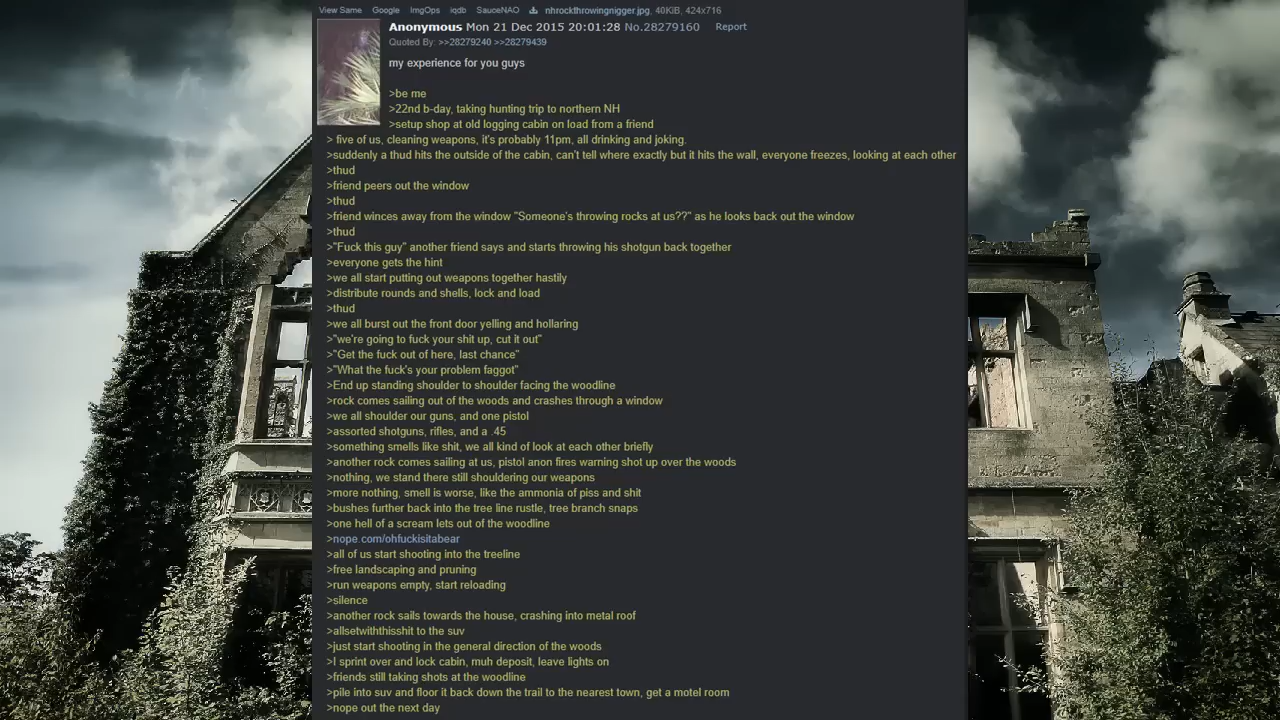 View Same Google ImgOps iqdb SauceNAO nhrockthrowingnigger.jpg, 40KiB, 424x716
Anonymous Mon 21 Dec 2015 20:01:28 No.28279160 Report
Quoted By: >>28279240 >>28279439
my experience for you guys
>be me
>22nd b-day, taking hunting trip to northern NH
>setup shop at old logging cabin on load from a friend
> five of us, cleaning weapons, it's probably 11pm, all drinking and joking.
>suddenly a thud hits the outside of the cabin, can't tell where exactly but it hits the wall, everyone freezes, looking at each other
>thud
>friend peers out the window
>thud
>friend winces away from the window "Someone's throwing rocks at us??" as he looks back out the window
>thud
>"Fuck this guy" another friend says and starts throwing his shotgun back together
>everyone gets the hint
>we all start putting out weapons together hastily
>distribute rounds and shells, lock and load
>thud
>we all burst out the front door yelling and hollaring
>"we're going to fuck your shit up, cut it out"
>"Get the fuck out of here, last chance"
>"What the fuck's your problem faggot"
>End up standing shoulder to shoulder facing the woodline
>rock comes sailing out of the woods and crashes through a window
>we all shoulder our guns, and one pistol
>assorted shotguns, rifles, and a .45
>something smells like shit, we all kind of look at each other briefly
>another rock comes sailing at us, pistol anon fires warning shot up over the woods
>nothing, we stand there still shouldering our weapons
>more nothing, smell is worse, like the ammonia of piss and shit
>bushes further back into the tree line rustle, tree branch snaps
>one hell of a scream lets out of the woodline
>nope.com/ohfuckisitabear
>all of us start shooting into the treeline
>free landscaping and pruning
>run weapons empty, start reloading
>silence
>another rock sails towards the house, crashing into metal roof
>allsetwiththisshit to the suv
>just start shooting in the general direction of the woods
>I sprint over and lock cabin, muh deposit, leave lights on
>friends still taking shots at the woodline
>pile into suv and floor it back down the trail to the nearest town, get a motel room
>nope out the next day